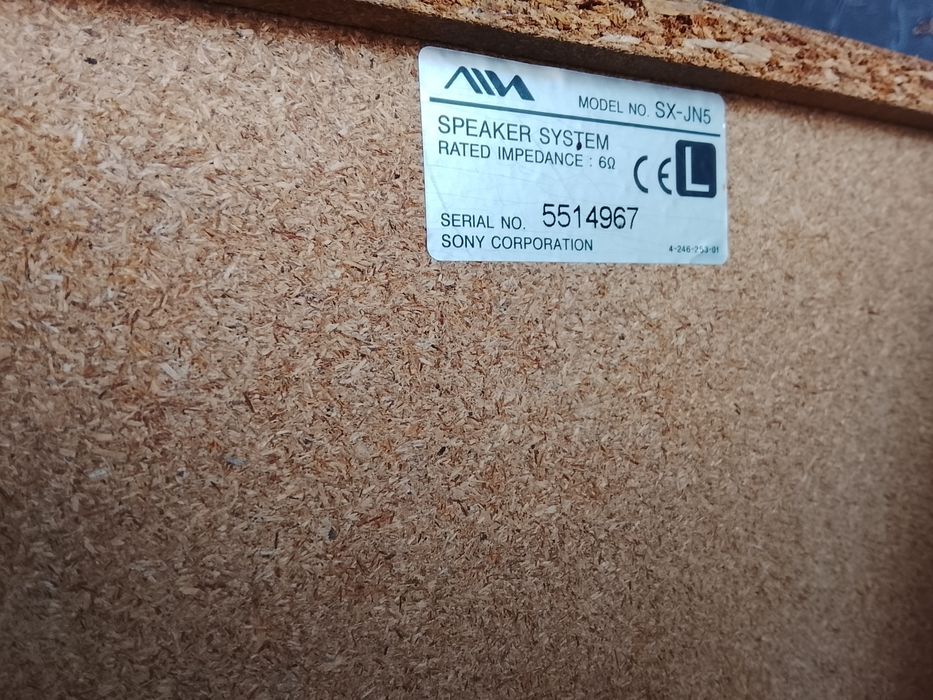 AIWA
MODEL NO. SX-JN5
SPEAKER SYSTEM
RATED IMPEDANCE : 6Ω
CE L
SERIAL NO. 5514967
SONY CORPORATION
4-246-253-01